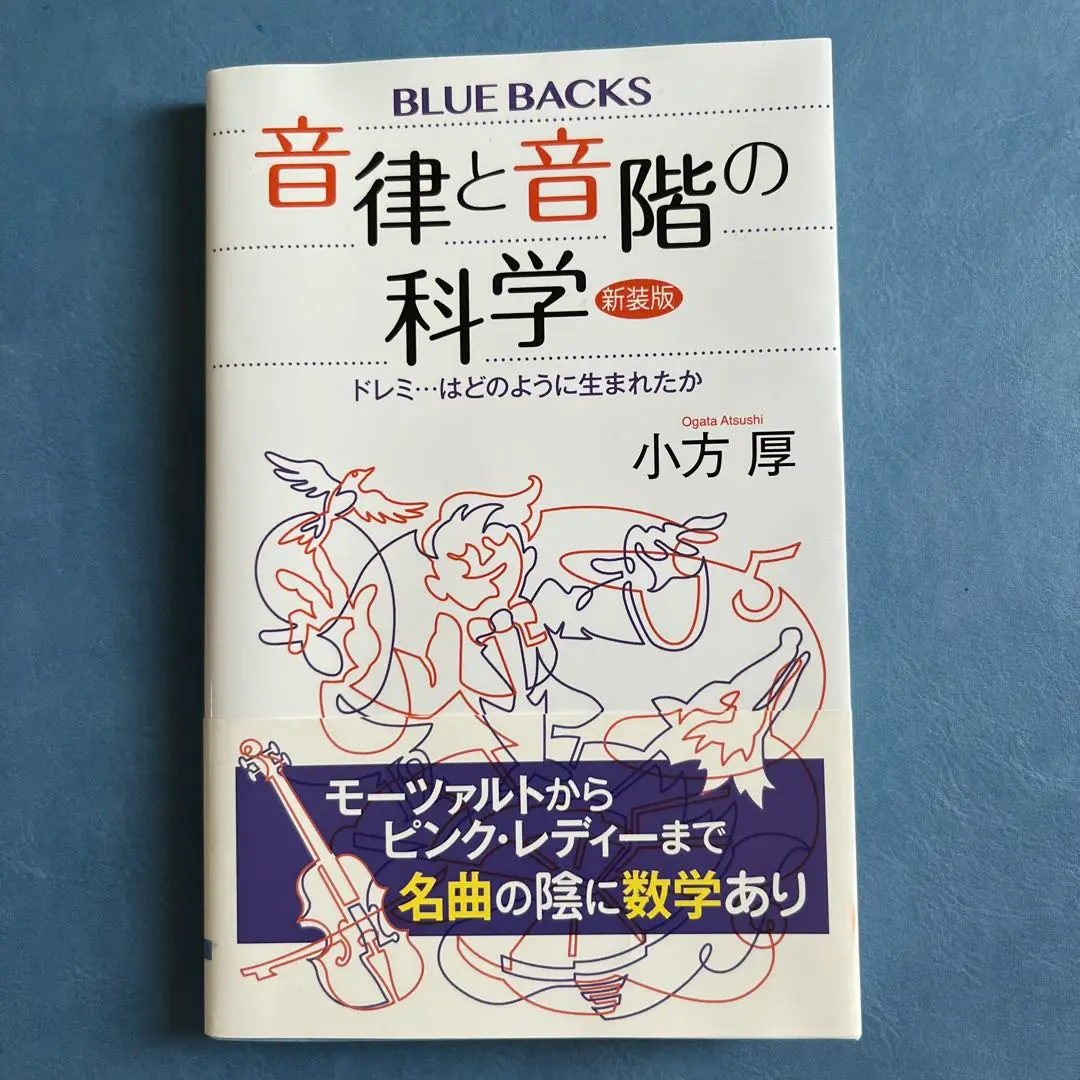 BLUE BACKS
音律と音階の
科学 新装版
ドレミ…はどのように生まれたか
Ogata Atsushi
小方 厚
モーツァルトから
ピンク・レディーまで
名曲の陰に数学あり